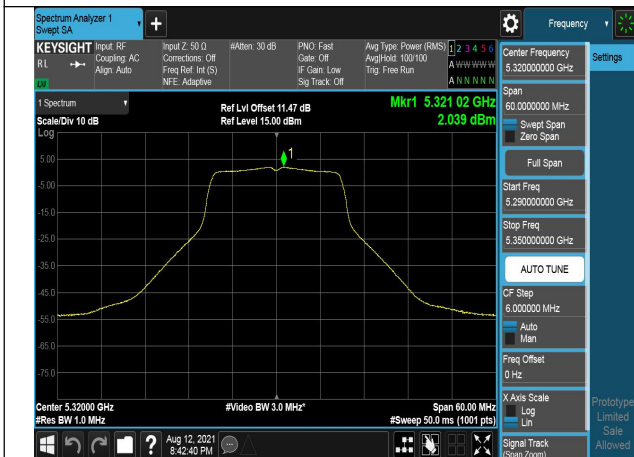 Spectrum Analyzer 1
Swept SA
Frequency
KEYSIGHT
RL
Input: RF
Coupling: AC
Align: Auto
Input Z: 50 Ω
Corrections: Off
Freq Ref: Int (S)
NFE: Adaptive
#Atten: 30 dB
PNO: Fast
Gate: Off
IF Gain: Low
Sig Track: Off
Avg Type: Power (RMS)
Avg|Hold: 100/100
Trig: Free Run
1 2 3 4 5 6
A W W W W W
A N N N N N
1 Spectrum
Scale/Div 10 dB
Log
Ref Lvl Offset 11.47 dB
Ref Level 15.00 dBm
Mkr1 5.321 02 GHz
2.039 dBm
1
5.00
-5.00
-15.0
-25.0
-35.0
-45.0
-55.0
-65.0
-75.0
Center 5.32000 GHz
#Res BW 1.0 MHz
#Video BW 3.0 MHz*
Span 60.00 MHz
#Sweep 50.0 ms (1001 pts)
Aug 12, 2021
8:42:40 PM
Center Frequency
5.320000000 GHz
Span
60.0000000 MHz
Swept Span
Zero Span
Full Span
Start Freq
5.290000000 GHz
Stop Freq
5.350000000 GHz
AUTO TUNE
CF Step
6.000000 MHz
Auto
Man
Freq Offset
0 Hz
X Axis Scale
Log
Lin
Signal Track
(Span Zoom)
Settings
Prototype
Limited
Sale
Allowed